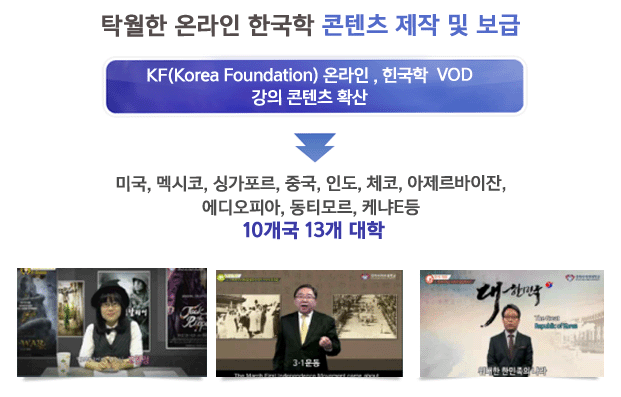 탁월한 온라인 한국학 콘텐츠 제작 및 보급
KF(Korea Foundation) 온라인 , 힌국학 VOD
강의 콘텐츠 확산
미국, 멕시코, 싱가포르, 중국, 인도, 체코, 아제르바이잔,
에디오피아, 동티모르, 케냐E등
10개국 13개 대학
3·1운동
The March First Independence Movement came about
대한민국
The Great
Republic of Korea
위대한 한민족의 나라